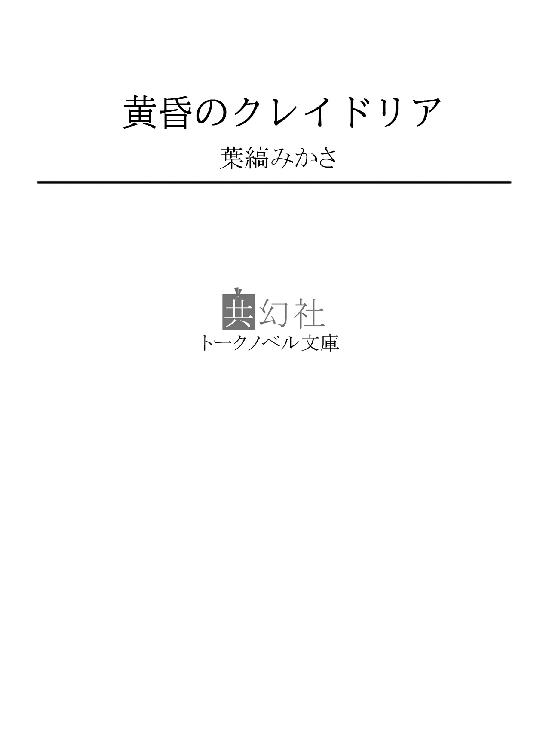 黄昏のクレイドリア
葉縞みかさ
共幻社
トークノベル文庫